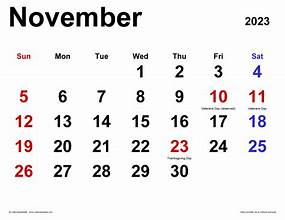 November 2023
Sun Mon Tue Wed Thu Fri Sat
1 2 3 4
5 6 7 8 9 10 11
Veterans Day (observed) Veterans Day
12 13 14 15 16 17 18
19 20 21 22 23 24 25
Thanksgiving Day
26 27 28 29 30